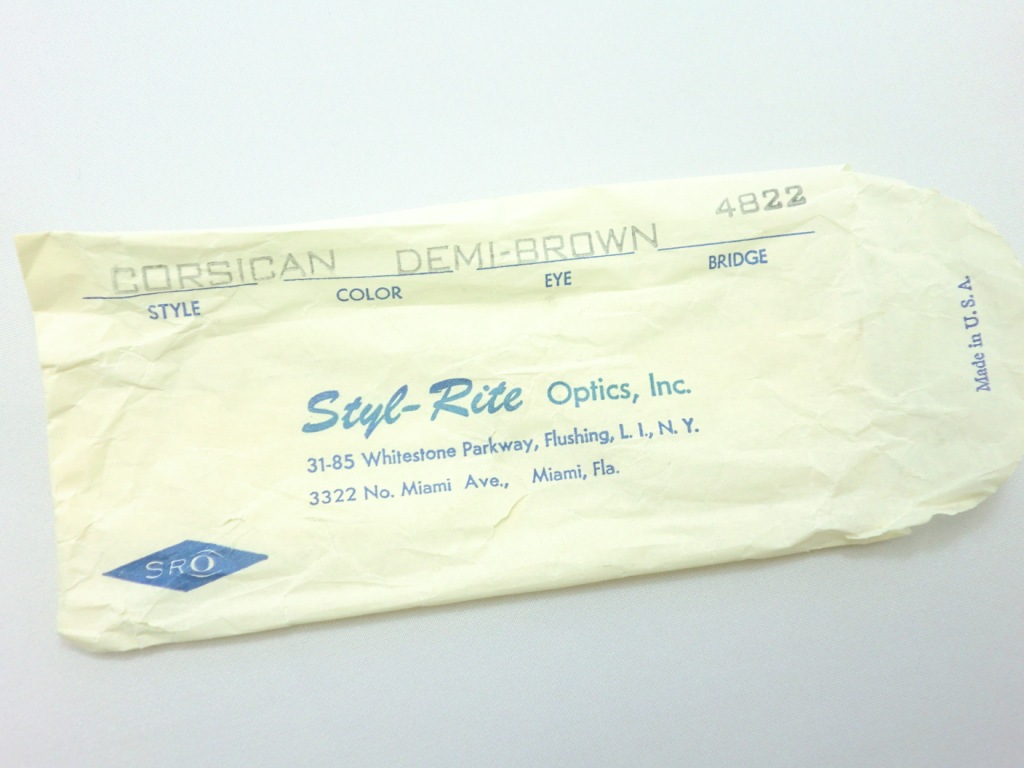 CORSICAN DEMI-BROWN 4822
STYLE COLOR EYE BRIDGE
Styl-Rite Optics, Inc.
31-85 Whitestone Parkway, Flushing, L. I., N. Y.
3322 No. Miami Ave., Miami, Fla.
SRO
Made in U. S. A.